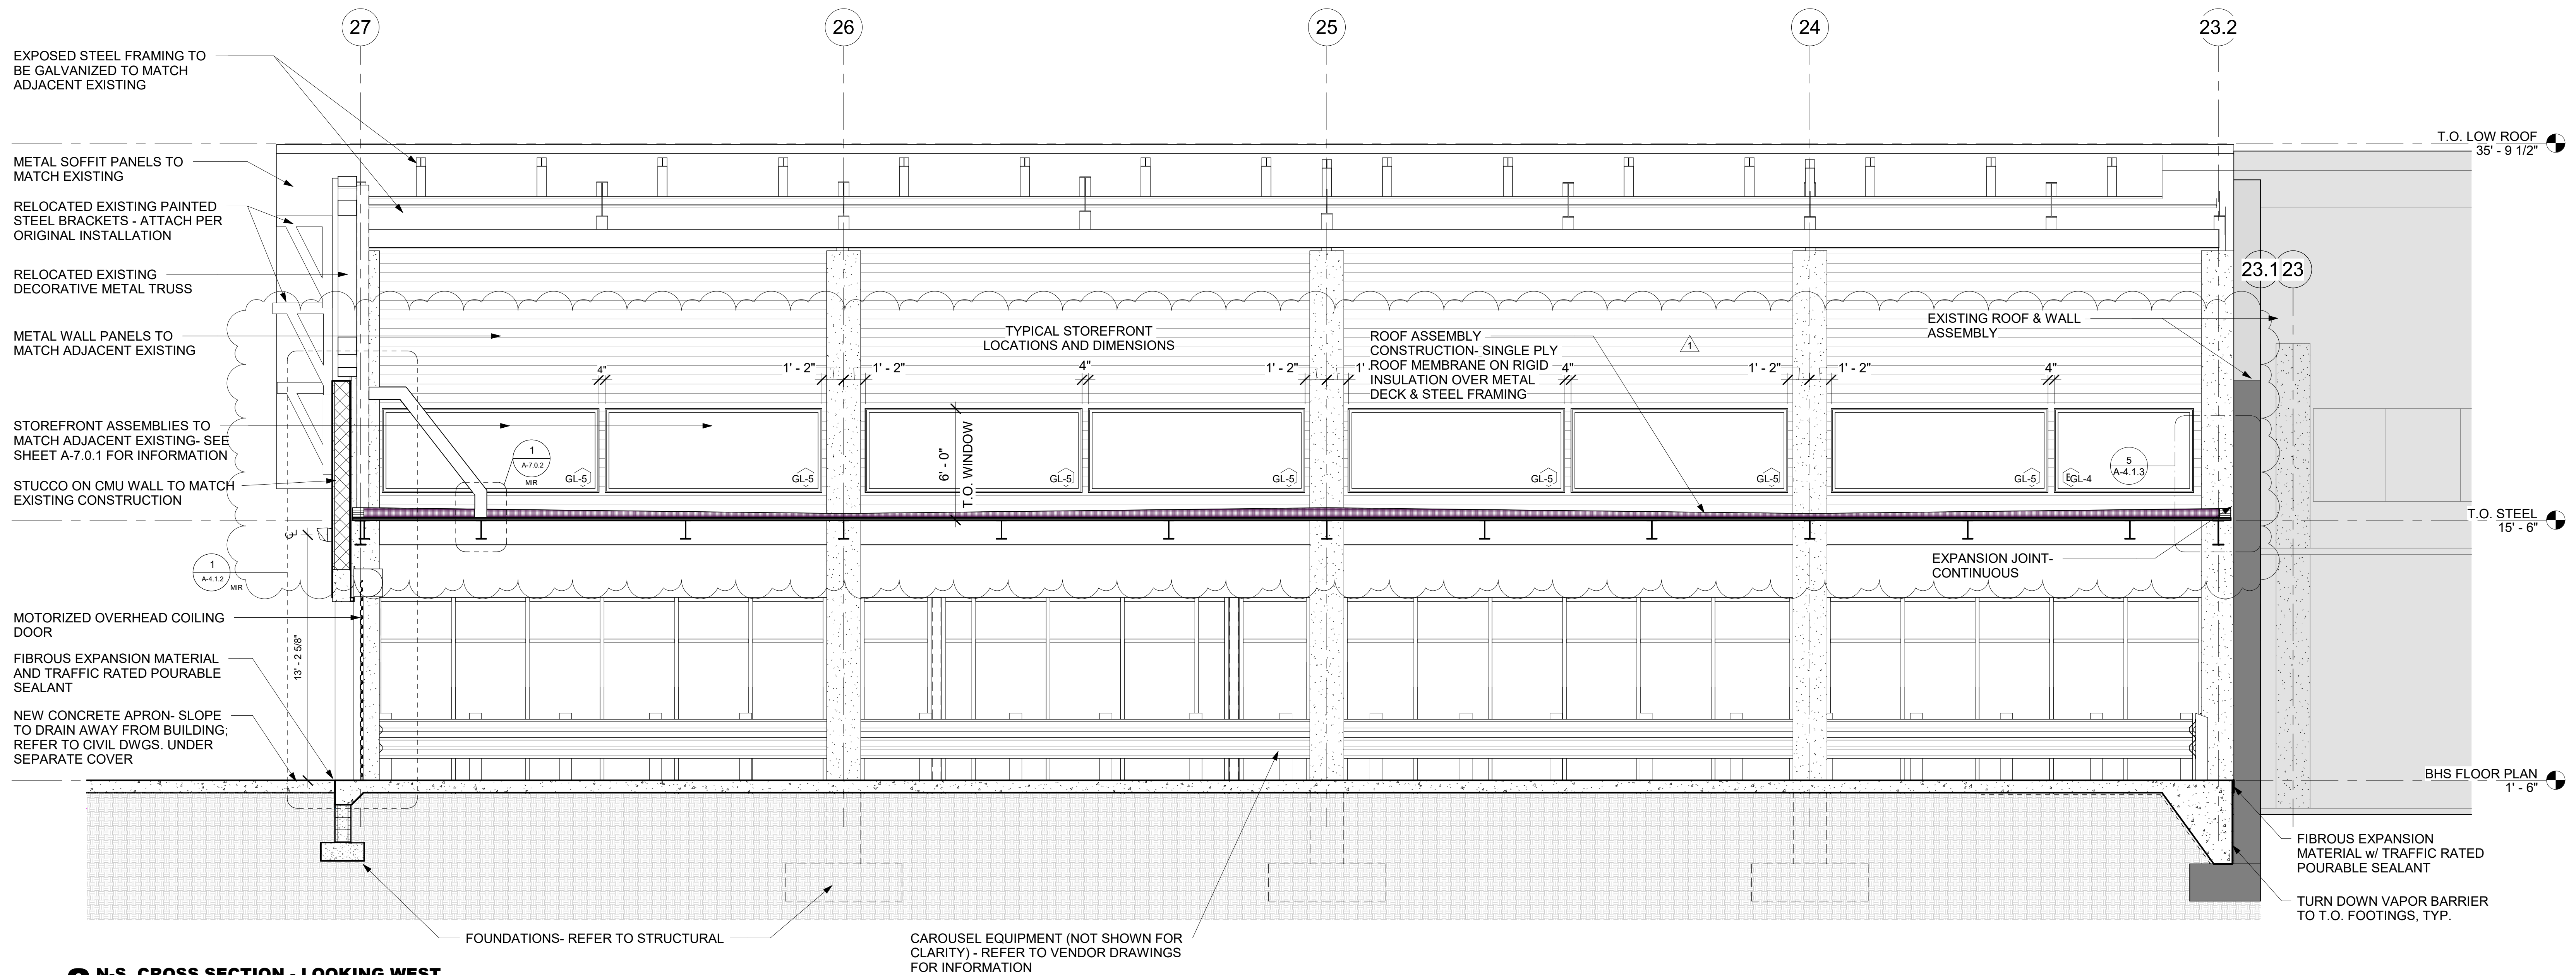 27
26
25
24
23.2
EXPOSED STEEL FRAMING TO
BE GALVANIZED TO MATCH
ADJACENT EXISTING
METAL SOFFIT PANELS TO
MATCH EXISTING
RELOCATED EXISTING PAINTED
STEEL BRACKETS - ATTACH PER
ORIGINAL INSTALLATION
RELOCATED EXISTING
DECORATIVE METAL TRUSS
METAL WALL PANELS TO
MATCH ADJACENT EXISTING
STOREFRONT ASSEMBLIES TO
MATCH ADJACENT EXISTING- SEE
SHEET A-7.0.1 FOR INFORMATION
STUCCO ON CMU WALL TO MATCH
EXISTING CONSTRUCTION
1
A-4.1.2
MIR
MOTORIZED OVERHEAD COILING
DOOR
13' - 2 5/8"
FIBROUS EXPANSION MATERIAL
AND TRAFFIC RATED POURABLE
SEALANT
NEW CONCRETE APRON- SLOPE
TO DRAIN AWAY FROM BUILDING;
REFER TO CIVIL DWGS. UNDER
SEPARATE COVER
TYPICAL STOREFRONT
LOCATIONS AND DIMENSIONS
ROOF ASSEMBLY
CONSTRUCTION- SINGLE PLY
ROOF MEMBRANE ON RIGID
INSULATION OVER METAL
DECK & STEEL FRAMING
1
EXISTING ROOF & WALL
ASSEMBLY
4"
1' - 2"
1' - 2"
4"
1' - 2"
1'
4"
1' - 2"
1' - 2"
4"
1
A-7.0.2
MIR
GL-5
GL-5
6' - 0"
T.O. WINDOW
GL-5
GL-5
GL-5
GL-5
GL-5
GL-4
5
A-4.1.3
EXPANSION JOINT-
CONTINUOUS
T.O. LOW ROOF
35' - 9 1/2"
23.1
23
T.O. STEEL
15' - 6"
BHS FLOOR PLAN
1' - 6"
FIBROUS EXPANSION
MATERIAL w/ TRAFFIC RATED
POURABLE SEALANT
TURN DOWN VAPOR BARRIER
TO T.O. FOOTINGS, TYP.
FOUNDATIONS- REFER TO STRUCTURAL
CAROUSEL EQUIPMENT (NOT SHOWN FOR
CLARITY) - REFER TO VENDOR DRAWINGS
FOR INFORMATION
N-S CROSS SECTION - LOOKING WEST